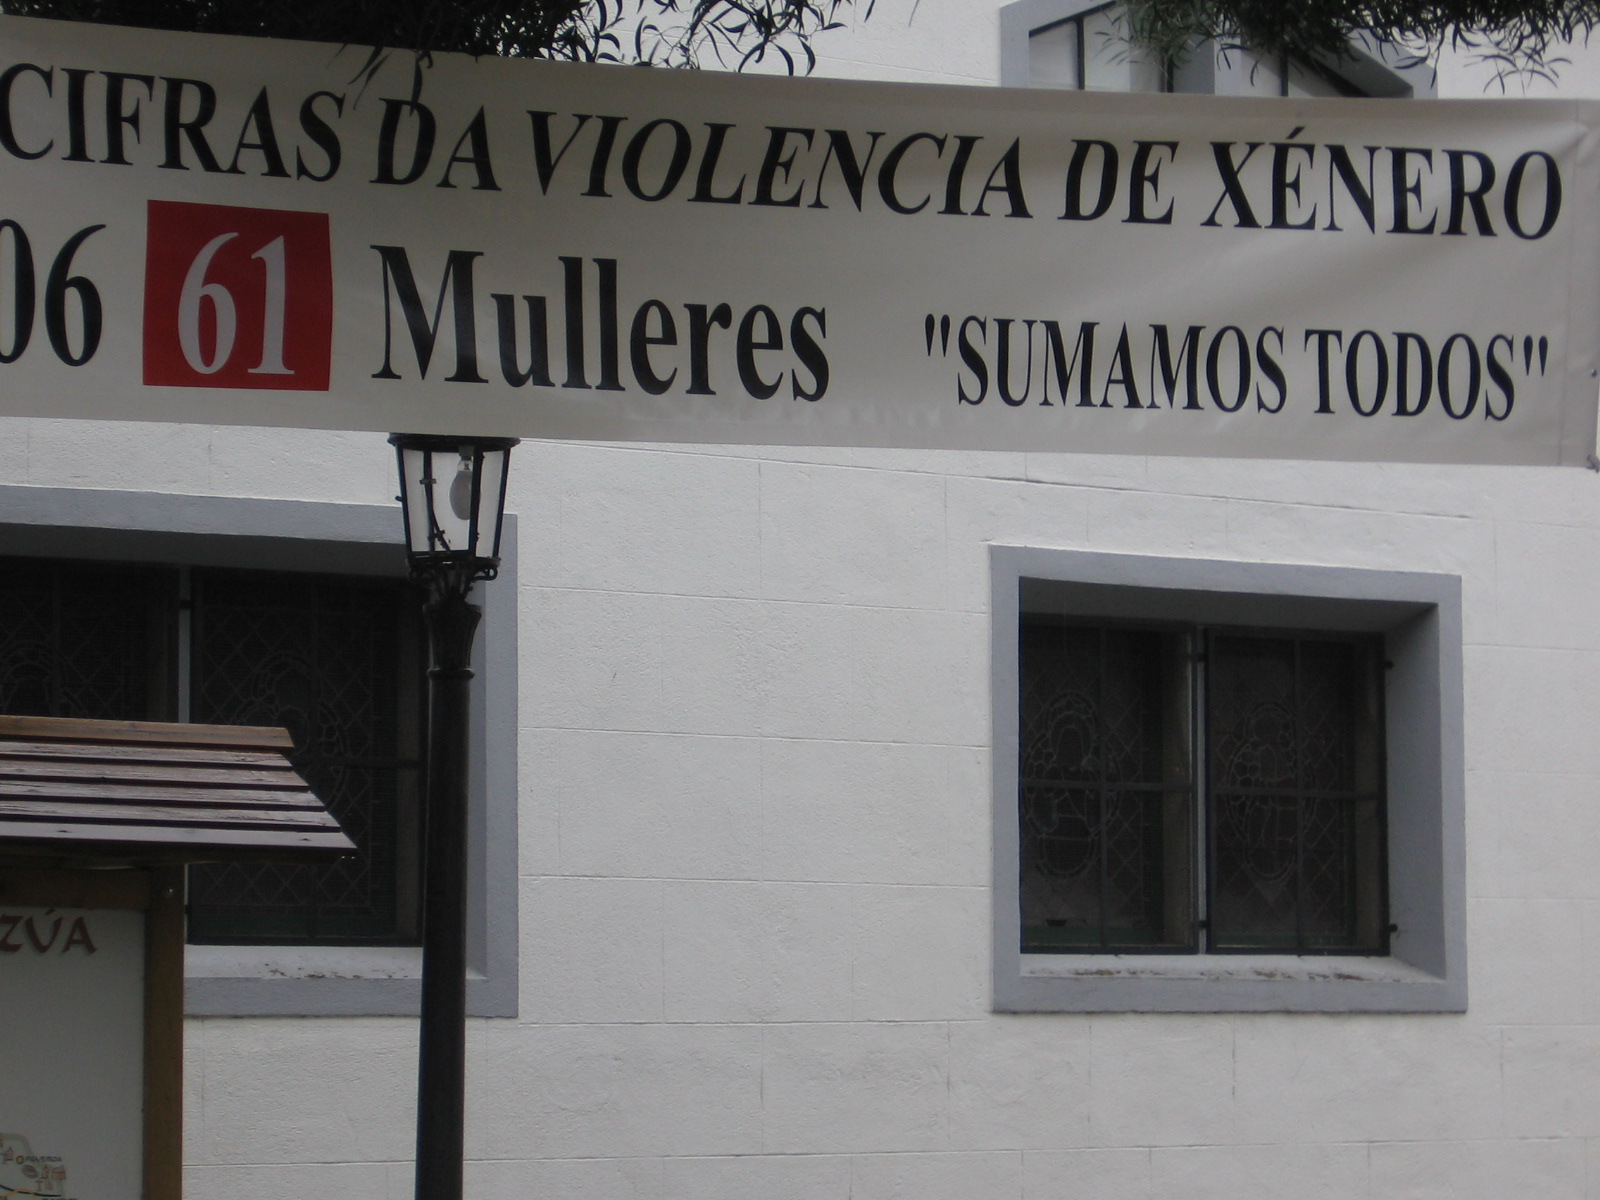 CIFRAS DA VIOLENCIA DE XÉNERO
06 61 Mulleres "SUMAMOS TODOS"
ZÚA